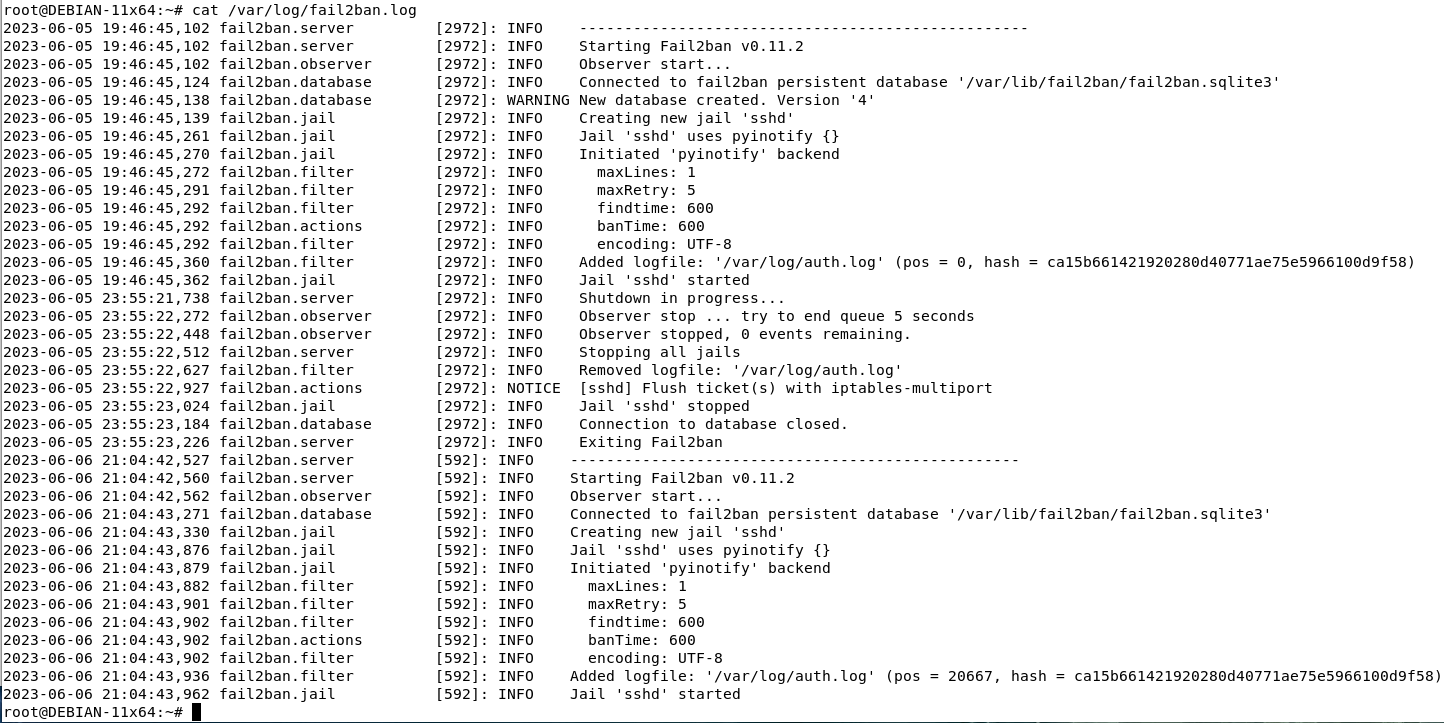 root@DEBIAN-11x64:~# cat /var/log/fail2ban.log
2023-06-05 19:46:45,102 fail2ban.server         [2972]: INFO    --------------------------------------------------
2023-06-05 19:46:45,102 fail2ban.server         [2972]: INFO    Starting Fail2ban v0.11.2
2023-06-05 19:46:45,102 fail2ban.observer       [2972]: INFO    Observer start...
2023-06-05 19:46:45,124 fail2ban.database       [2972]: INFO    Connected to fail2ban persistent database '/var/lib/fail2ban/fail2ban.sqlite3'
2023-06-05 19:46:45,138 fail2ban.database       [2972]: WARNING New database created. Version '4'
2023-06-05 19:46:45,139 fail2ban.jail           [2972]: INFO    Creating new jail 'sshd'
2023-06-05 19:46:45,261 fail2ban.jail           [2972]: INFO    Jail 'sshd' uses pyinotify {}
2023-06-05 19:46:45,270 fail2ban.jail           [2972]: INFO    Initiated 'pyinotify' backend
2023-06-05 19:46:45,272 fail2ban.filter         [2972]: INFO      maxLines: 1
2023-06-05 19:46:45,291 fail2ban.filter         [2972]: INFO      maxRetry: 5
2023-06-05 19:46:45,292 fail2ban.filter         [2972]: INFO      findtime: 600
2023-06-05 19:46:45,292 fail2ban.actions        [2972]: INFO      banTime: 600
2023-06-05 19:46:45,292 fail2ban.filter         [2972]: INFO      encoding: UTF-8
2023-06-05 19:46:45,360 fail2ban.filter         [2972]: INFO    Added logfile: '/var/log/auth.log' (pos = 0, hash = ca15b661421920280d40771ae75e5966100d9f58)
2023-06-05 19:46:45,362 fail2ban.jail           [2972]: INFO    Jail 'sshd' started
2023-06-05 23:55:21,738 fail2ban.server         [2972]: INFO    Shutdown in progress...
2023-06-05 23:55:22,272 fail2ban.observer       [2972]: INFO    Observer stop ... try to end queue 5 seconds
2023-06-05 23:55:22,448 fail2ban.observer       [2972]: INFO    Observer stopped, 0 events remaining.
2023-06-05 23:55:22,512 fail2ban.server         [2972]: INFO    Stopping all jails
2023-06-05 23:55:22,627 fail2ban.filter         [2972]: INFO    Removed logfile: '/var/log/auth.log'
2023-06-05 23:55:22,927 fail2ban.actions        [2972]: NOTICE  [sshd] Flush ticket(s) with iptables-multiport
2023-06-05 23:55:23,024 fail2ban.jail           [2972]: INFO    Jail 'sshd' stopped
2023-06-05 23:55:23,184 fail2ban.database       [2972]: INFO    Connection to database closed.
2023-06-05 23:55:23,226 fail2ban.server         [2972]: INFO    Exiting Fail2ban
2023-06-06 21:04:42,527 fail2ban.server         [592]: INFO    --------------------------------------------------
2023-06-06 21:04:42,560 fail2ban.server         [592]: INFO    Starting Fail2ban v0.11.2
2023-06-06 21:04:42,562 fail2ban.observer       [592]: INFO    Observer start...
2023-06-06 21:04:43,271 fail2ban.database       [592]: INFO    Connected to fail2ban persistent database '/var/lib/fail2ban/fail2ban.sqlite3'
2023-06-06 21:04:43,330 fail2ban.jail           [592]: INFO    Creating new jail 'sshd'
2023-06-06 21:04:43,876 fail2ban.jail           [592]: INFO    Jail 'sshd' uses pyinotify {}
2023-06-06 21:04:43,879 fail2ban.jail           [592]: INFO    Initiated 'pyinotify' backend
2023-06-06 21:04:43,882 fail2ban.filter         [592]: INFO      maxLines: 1
2023-06-06 21:04:43,901 fail2ban.filter         [592]: INFO      maxRetry: 5
2023-06-06 21:04:43,902 fail2ban.filter         [592]: INFO      findtime: 600
2023-06-06 21:04:43,902 fail2ban.actions        [592]: INFO      banTime: 600
2023-06-06 21:04:43,902 fail2ban.filter         [592]: INFO      encoding: UTF-8
2023-06-06 21:04:43,936 fail2ban.filter         [592]: INFO    Added logfile: '/var/log/auth.log' (pos = 20667, hash = ca15b661421920280d40771ae75e5966100d9f58)
2023-06-06 21:04:43,962 fail2ban.jail           [592]: INFO    Jail 'sshd' started
root@DEBIAN-11x64:~#